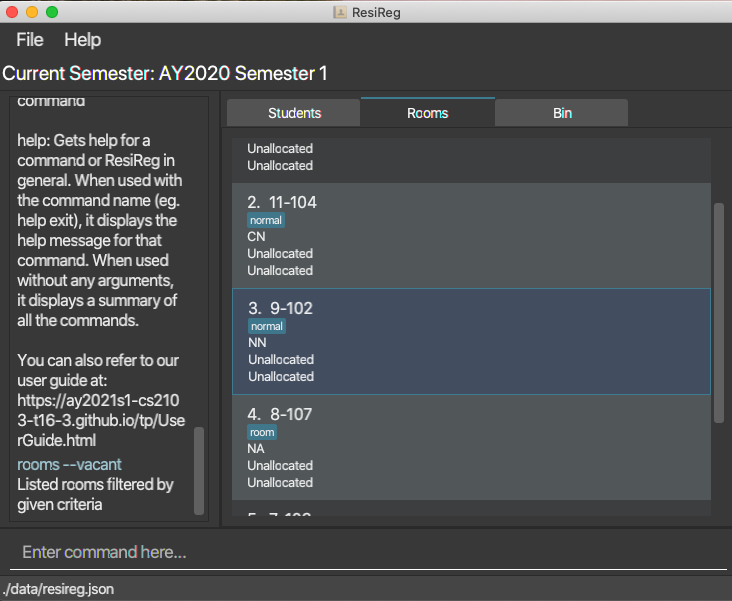 ResiReg
File Help
Current Semester: AY2020 Semester 1
command
help: Gets help for a
command or ResiReg in
general. When used with
the command name (eg.
help exit), it displays the
help message for that
command. When used
without any arguments,
it displays a summary of
all the commands.
You can also refer to our
user guide at:
https://ay2021s1-cs210
3-t16-3.github.io/tp/Use
rGuide.html
rooms --vacant
Listed rooms filtered by
given criteria
Students Rooms Bin
Unallocated
Unallocated
2. 11-104
normal
CN
Unallocated
Unallocated
3. 9-102
normal
NN
Unallocated
Unallocated
4. 8-107
room
NA
Unallocated
Unallocated
Enter command here...
./data/resireg.json